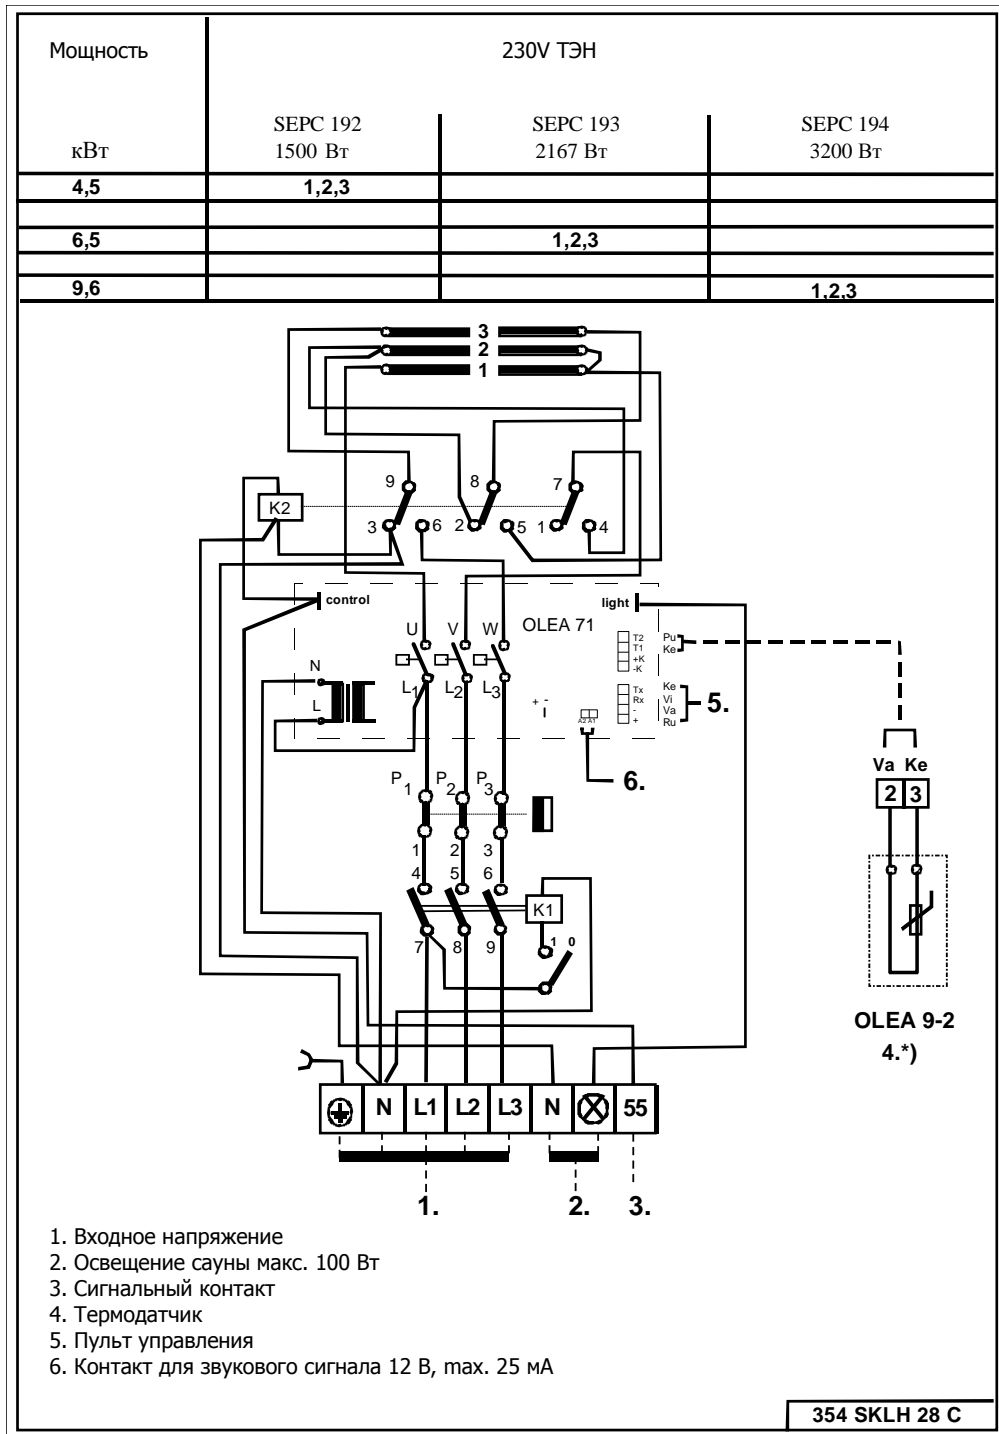 Мощность 230V ТЭН
SEPC 192 SEPC 193 SEPC 194
кВт 1500 Вт 2167 Вт 3200 Вт
4,5 1,2,3
6,5 1,2,3
9,6 1,2,3
3
2
1
9 8 7
K2
3 6 2 5 1 4
control light
OLEA 71
U V W
T2 Pu
T1 Ke
+K
-K
N
L1 L2 L3
L
Tx Ke
Rx Vi
- Va
+ Ru
5.
+ -
A2 A1
6.
P1 P2 P3
Va Ke
2 3
1 2 3
4 5 6
K1
7 8 9
1 0
OLEA 9-2
4.*)
N L1 L2 L3 N 55
1. 2. 3.
1. Входное напряжение
2. Освещение сауны макс. 100 Вт
3. Сигнальный контакт
4. Термодатчик
5. Пульт управления
6. Контакт для звукового сигнала 12 В, max. 25 мА
354 SKLH 28 C